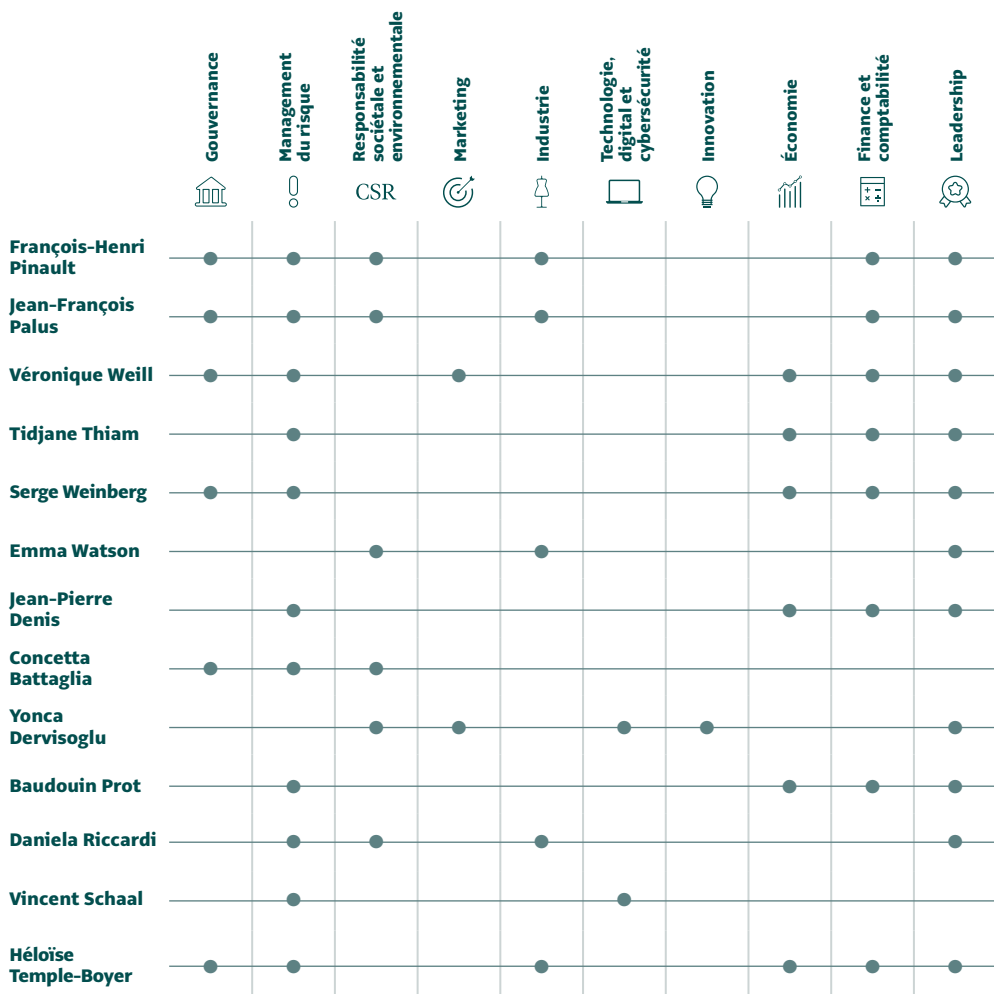 Gouvernance
Management
du risque
Responsabilité
sociétale et
environnementale
Marketing
Industrie
Technologie,
digital et
cybersécurité
Innovation
Économie
Finance et
comptabilité
Leadership
CSR
François-Henri
Pinault
Jean-François
Palus
Véronique Weill
Tidjane Thiam
Serge Weinberg
Emma Watson
Jean-Pierre
Denis
Concetta
Battaglia
Yonca
Dervisoglu
Baudouin Prot
Daniela Riccardi
Vincent Schaal
Héloïse
Temple-Boyer